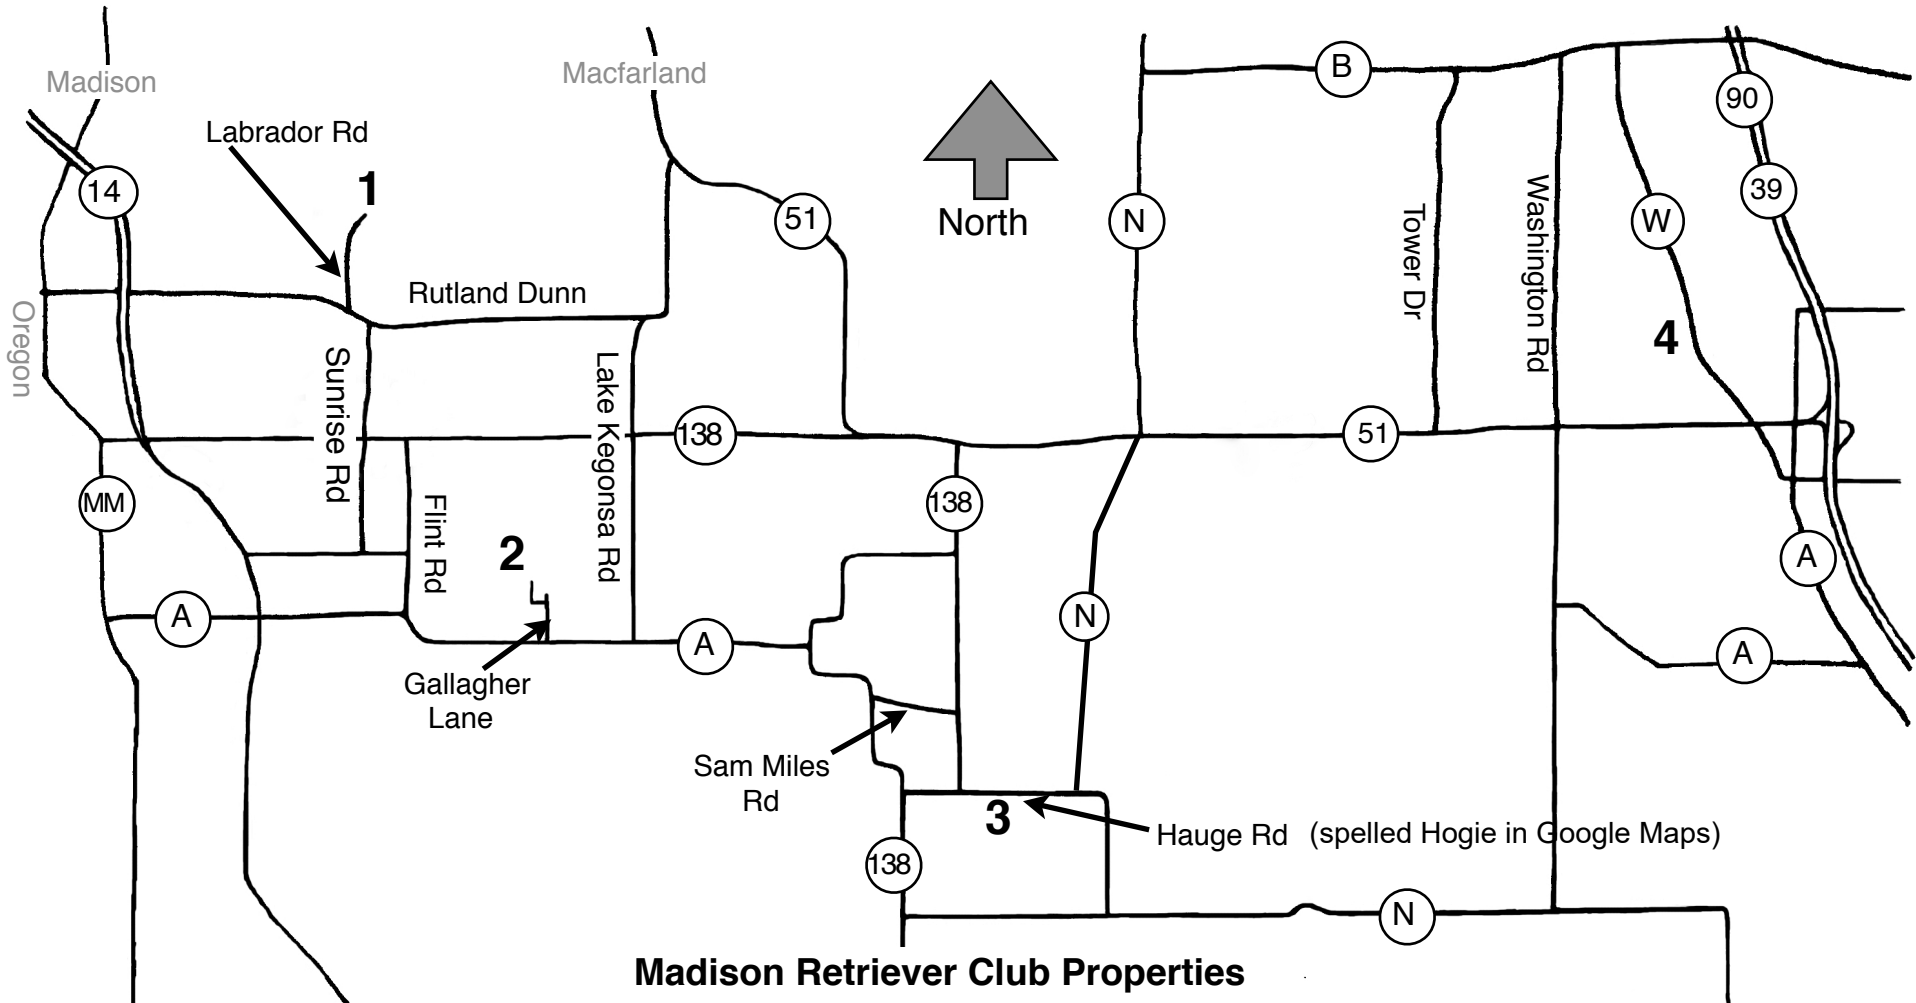 Madison
Macfarland
B
90
Labrador Rd
14
1
39
51
North
N
Tower Dr
Washington Rd
W
Rutland Dunn
Oregon
4
Sunrise Rd
Lake Kegonsa Rd
138
51
MM
Flint Rd
138
2
A
A
N
A
A
Gallagher
Lane
Sam Miles
Rd
3
Hauge Rd (spelled Hogie in Google Maps)
138
N
Madison Retriever Club Properties